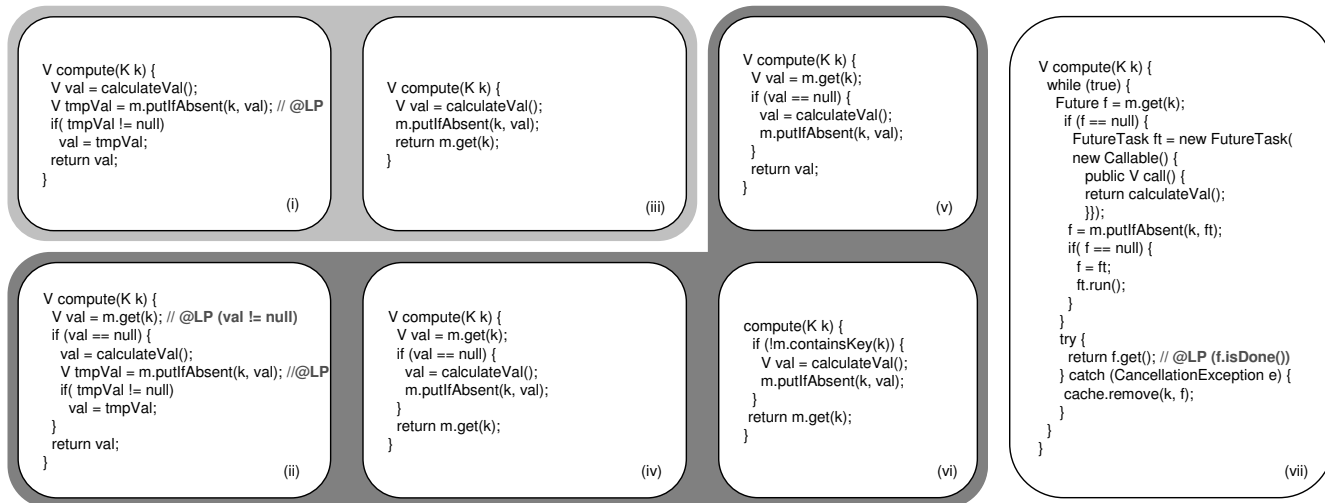 V compute(K k) {
V val = calculateVal();
V tmpVal = m.putIfAbsent(k, val); // @LP
if( tmpVal != null)
val = tmpVal;
return val;
}
(i)
V compute(K k) {
V val = calculateVal();
m.putIfAbsent(k, val);
return m.get(k);
}
(iii)
V compute(K k) {
V val = m.get(k);
if (val == null) {
val = calculateVal();
m.putIfAbsent(k, val);
}
return val;
}
(v)
V compute(K k) {
V val = m.get(k); // @LP (val != null)
if (val == null) {
val = calculateVal();
V tmpVal = m.putIfAbsent(k, val); //@LP
if( tmpVal != null)
val = tmpVal;
}
return val;
}
(ii)
V compute(K k) {
V val = m.get(k);
if (val == null) {
val = calculateVal();
m.putIfAbsent(k, val);
}
return m.get(k);
}
(iv)
compute(K k) {
if (!m.containsKey(k)) {
V val = calculateVal();
m.putIfAbsent(k, val);
}
return m.get(k);
}
(vi)
V compute(K k) {
while (true) {
Future f = m.get(k);
if (f == null) {
FutureTask ft = new FutureTask(
new Callable() {
public V call() {
return calculateVal();
}});
f = m.putIfAbsent(k, ft);
if( f == null) {
f = ft;
ft.run();
}
}
try {
return f.get(); // @LP (f.isDone())
} catch (CancellationException e) {
cache.remove(k, f);
}
}
}
(vii)